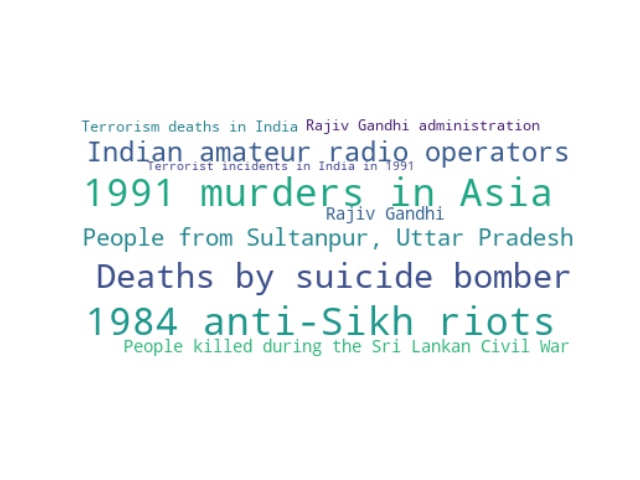 Terrorism deaths in India Rajiv Gandhi administration
Indian amateur radio operators
Terrorist incidents in India in 1991
1991 murders in Asia
Rajiv Gandhi
People from Sultanpur, Uttar Pradesh
Deaths by suicide bomber
1984 anti-Sikh riots
People killed during the Sri Lankan Civil War